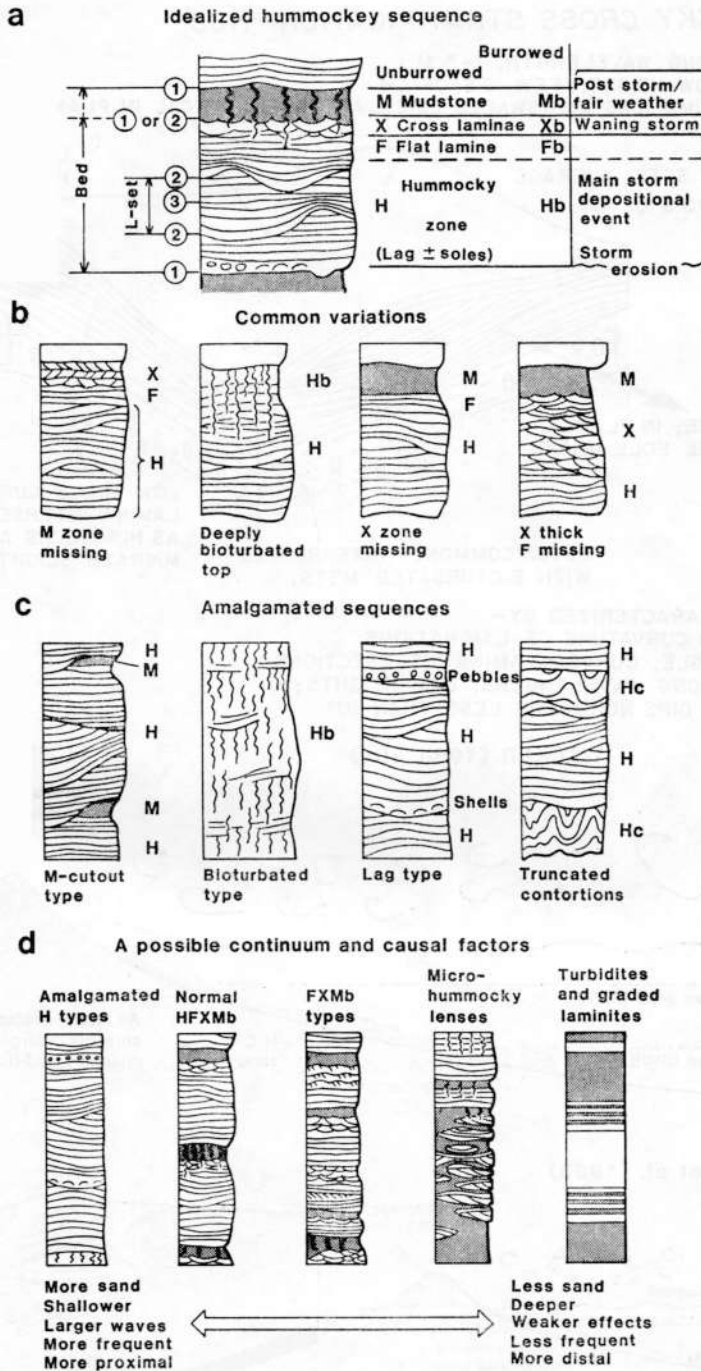 a Idealized hummockey sequence
Burrowed
Unburrowed
Post storm/
fair weather
① M Mudstone Mb
① or ② X Cross laminae Xb Waning storm
F Flat lamine Fb
Bed
L-set
②
③
②
①
H Hummocky Hb
zone
(Lag ± soles)
Main storm
depositional
event
Storm
erosion
b Common variations
X
F
H
M zone
missing
Hb
H
Deeply
bioturbated
top
M
F
H
X zone
missing
M
X
H
X thick
F missing
c Amalgamated sequences
H
M
H
M
H
M-cutout
type
Hb
Bioturbated
type
H
Pebbles
H
Shells
H
Lag type
H
Hc
H
Hc
Truncated
contortions
d A possible continuum and causal factors
Amalgamated
H types
Normal
HFXMb
FXMb
types
Micro-
hummocky
lenses
Turbidites
and graded
laminites
More sand
Shallower
Larger waves
More frequent
More proximal
Less sand
Deeper
Weaker effects
Less frequent
More distal